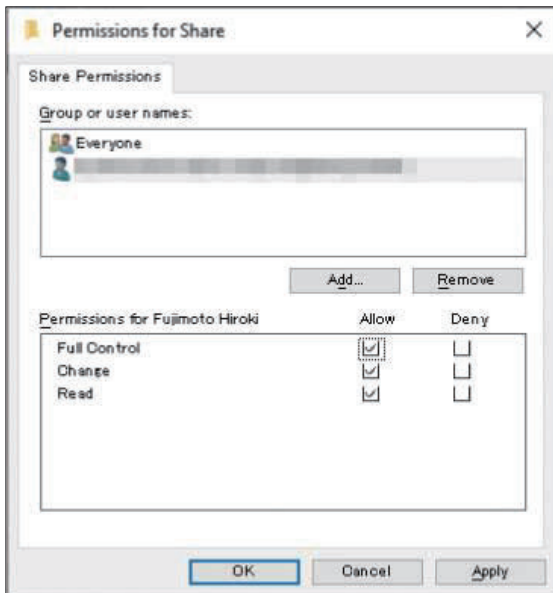 Permissions for Share
Share Permissions
Group or user names:
Everyone
Add...
Remove
Permissions for Fujimoto Hiroki
Allow
Deny
Full Control
Change
Read
OK
Cancel
Apply